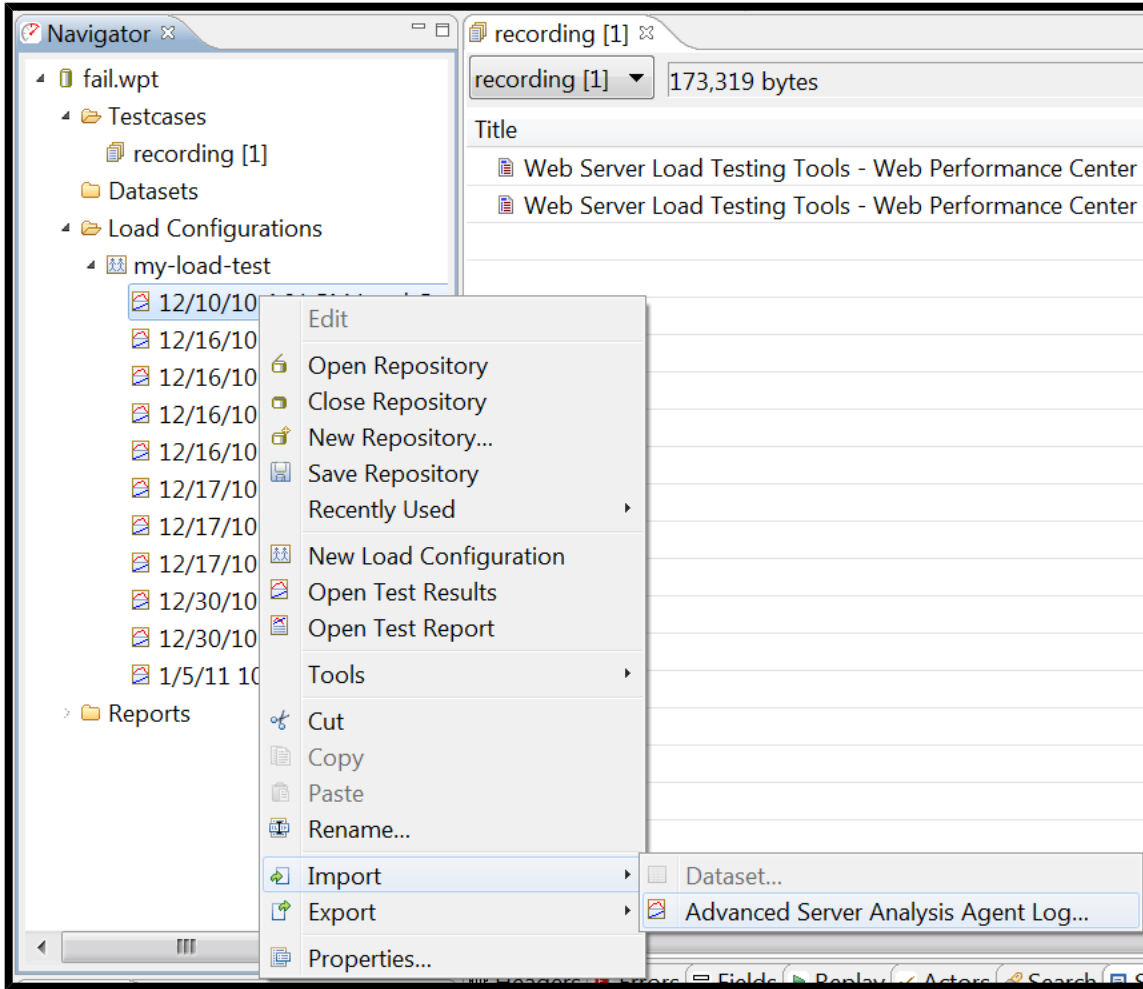 Navigator
fail.wpt
Testcases
recording [1]
Datasets
Load Configurations
my-load-test
12/10/10
12/16/10
12/16/10
12/16/10
12/16/10
12/17/10
12/17/10
12/17/10
12/30/10
12/30/10
1/5/11 10
Reports
recording [1]
recording [1]
173,319 bytes
Title
Web Server Load Testing Tools - Web Performance Center
Web Server Load Testing Tools - Web Performance Center
Edit
Open Repository
Close Repository
New Repository...
Save Repository
Recently Used
New Load Configuration
Open Test Results
Open Test Report
Tools
Cut
Copy
Paste
Rename...
Import
Export
Properties...
Dataset...
Advanced Server Analysis Agent Log...
Headers Errors Fields Replay Actors Search S